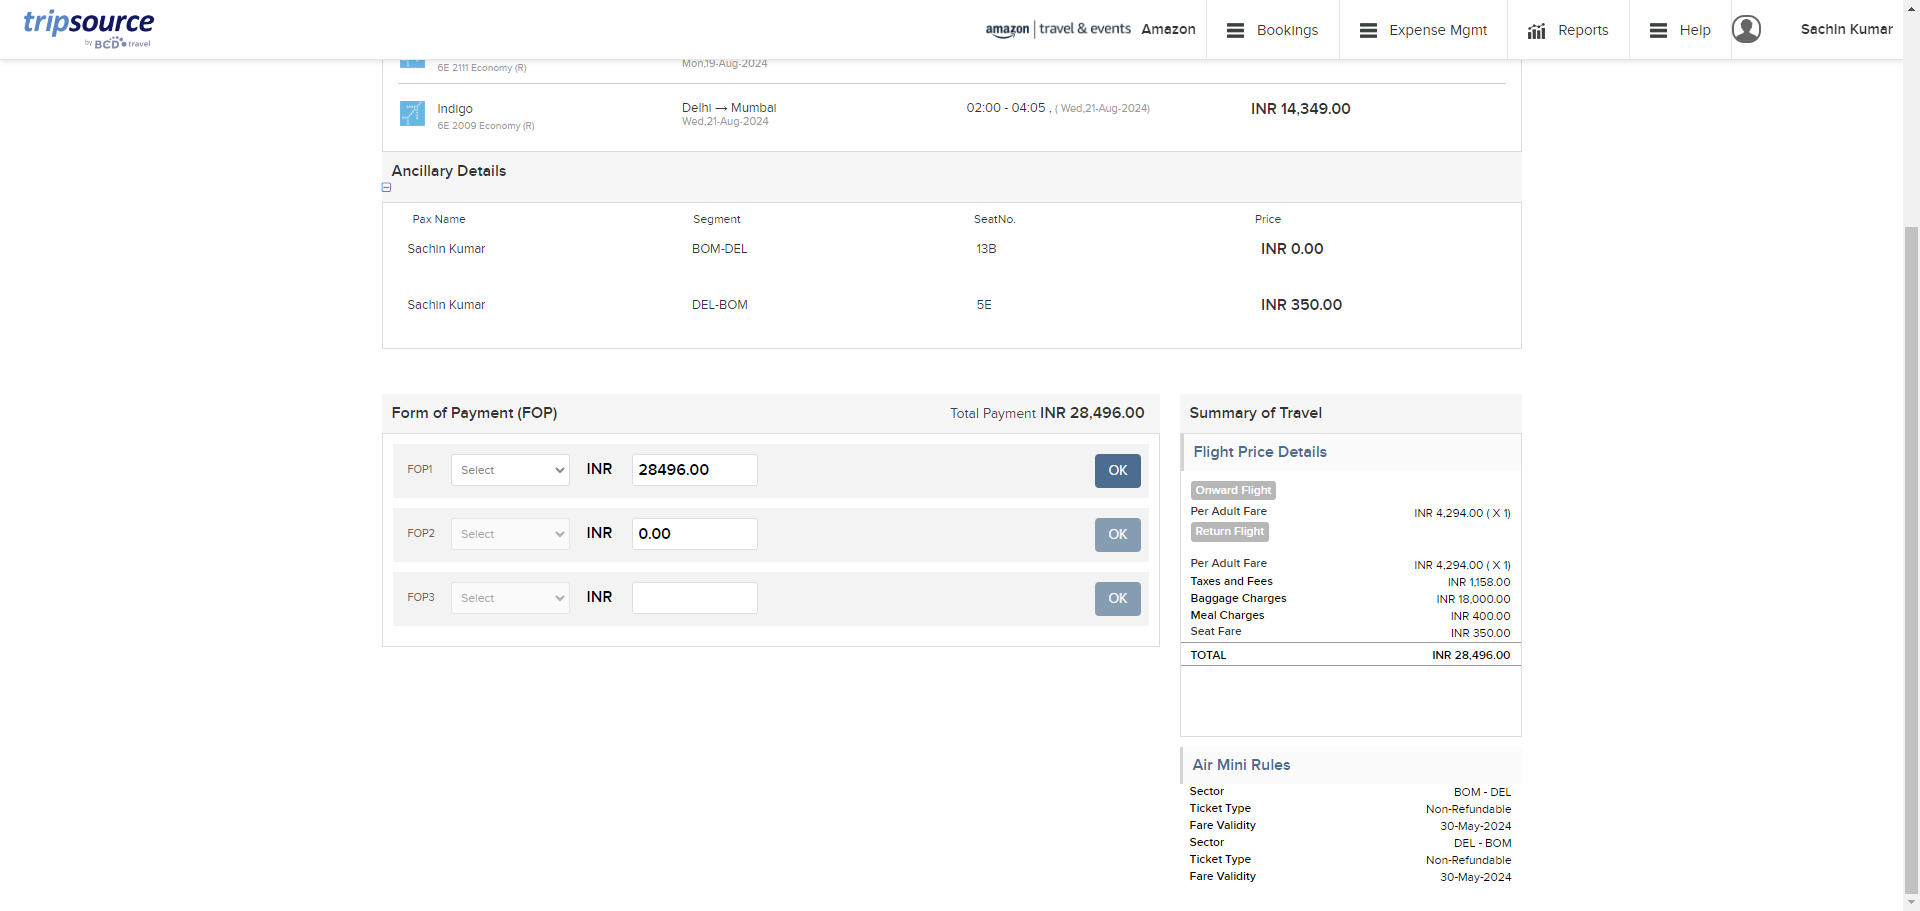 tripsource
by BCD travel
amazon | travel & events Amazon
Bookings
Expense Mgmt
Reports
Help
Sachin Kumar
6E 2111 Economy (R)
Mon,19-Aug-2024
Indigo
6E 2009 Economy (R)
Delhi → Mumbai
Wed,21-Aug-2024
02:00 - 04:05 , ( Wed,21-Aug-2024)
INR 14,349.00
Ancillary Details
Pax Name Segment SeatNo. Price
Sachin Kumar BOM-DEL 13B INR 0.00
Sachin Kumar DEL-BOM 5E INR 350.00
Form of Payment (FOP) Total Payment INR 28,496.00
FOP1 Select INR 28496.00 OK
FOP2 Select INR 0.00 OK
FOP3 Select INR OK
Summary of Travel
Flight Price Details
Onward Flight
Per Adult Fare INR 4,294.00 ( X 1)
Return Flight
Per Adult Fare INR 4,294.00 ( X 1)
Taxes and Fees INR 1,158.00
Baggage Charges INR 18,000.00
Meal Charges INR 400.00
Seat Fare INR 350.00
TOTAL INR 28,496.00
Air Mini Rules
Sector BOM - DEL
Ticket Type Non-Refundable
Fare Validity 30-May-2024
Sector DEL - BOM
Ticket Type Non-Refundable
Fare Validity 30-May-2024